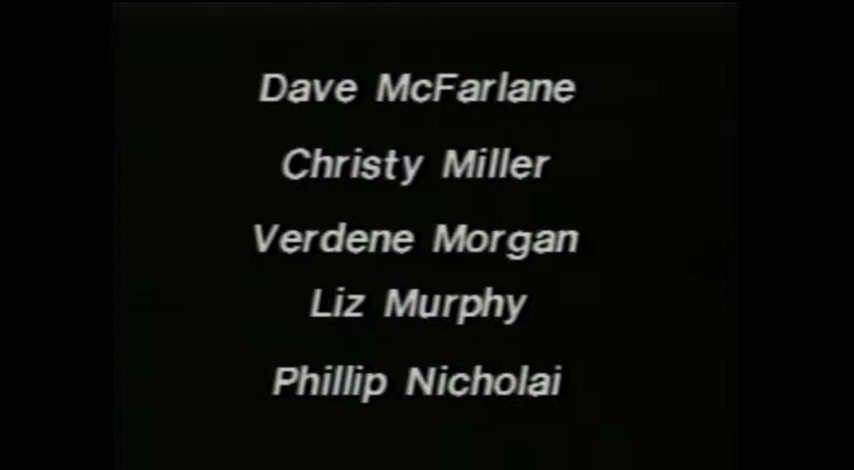 Dave McFarlane
Christy Miller
Verdene Morgan
Liz Murphy
Phillip Nicholai